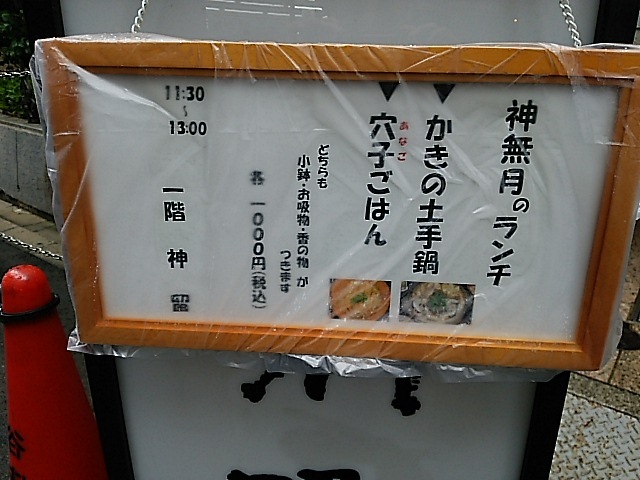 神無月のランチ
▼かきの土手鍋
▼穴子ごはん
あなご
どちらも
小鉢・お吸物・香の物 が
つきます
各 1000円(税込)
11:30
~
13:00
一階 神